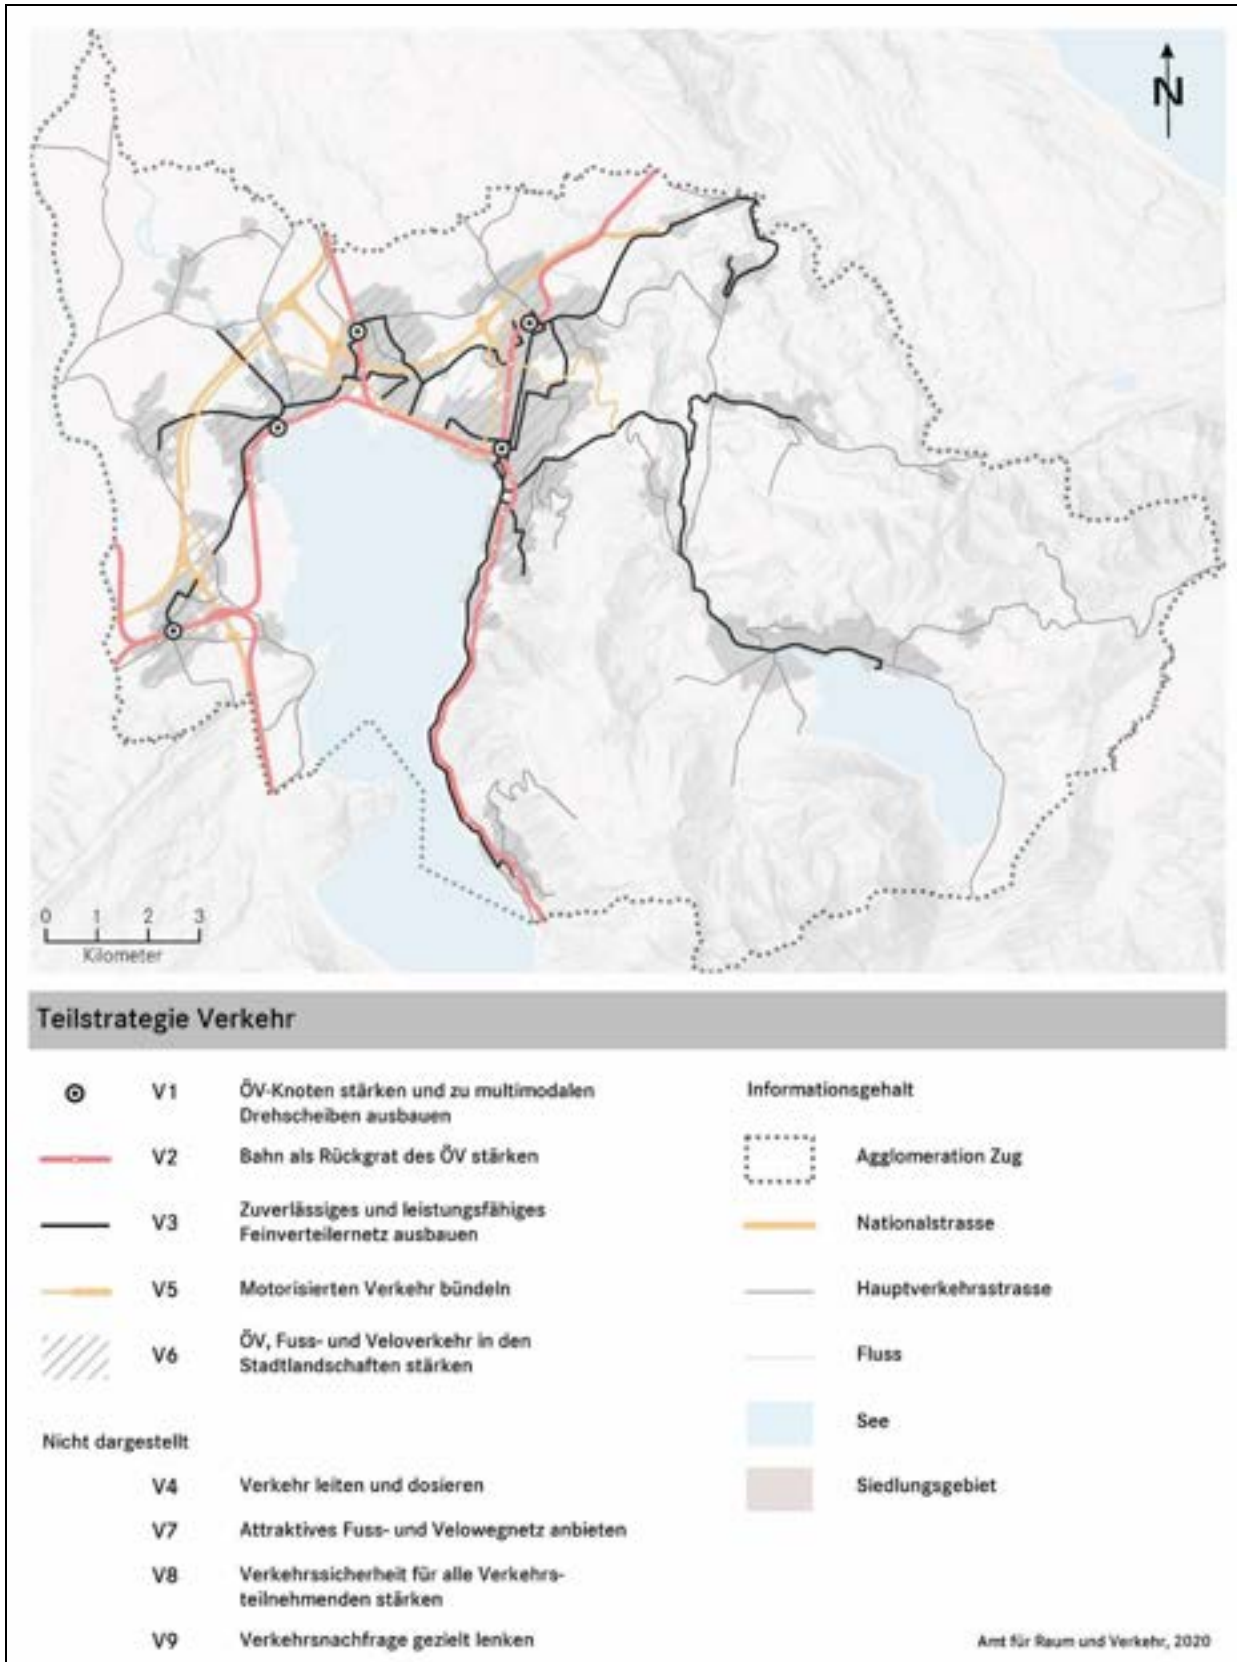 N
0 1 2 3
Kilometer
Teilstrategie Verkehr
V1 ÖV-Knoten stärken und zu multimodalen
Drehscheiben ausbauen
V2 Bahn als Rückgrat des ÖV stärken
V3 Zuverlässiges und leistungsfähiges
Feinverteilernetz ausbauen
V5 Motorisierten Verkehr bündeln
V6 ÖV, Fuss- und Veloverkehr in den
Stadtlandschaften stärken
Nicht dargestellt
V4 Verkehr leiten und dosieren
V7 Attraktives Fuss- und Velowegnetz anbieten
V8 Verkehrssicherheit für alle Verkehrs-
teilnehmenden stärken
V9 Verkehrsnachfrage gezielt lenken
Informationsgehalt
Agglomeration Zug
Nationalstrasse
Hauptverkehrsstrasse
Fluss
See
Siedlungsgebiet
Amt für Raum und Verkehr, 2020